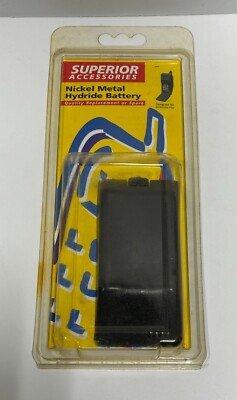 SUPERIOR
ACCESSORIES
Nickel Metal
Hydride Battery
Quality Replacement or Spare